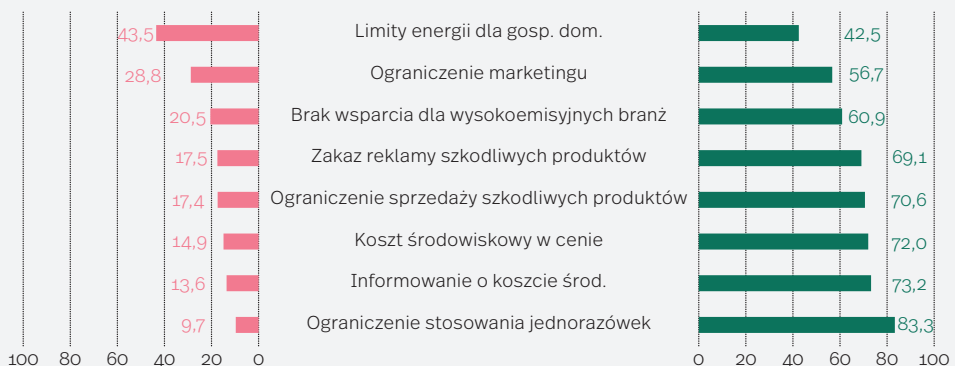 43,5 Limity energii dla gosp. dom. 42,5
28,8 Ograniczenie marketingu 56,7
20,5 Brak wsparcia dla wysokoemisyjnych branż 60,9
17,5 Zakaz reklamy szkodliwych produktów 69,1
17,4 Ograniczenie sprzedaży szkodliwych produktów 70,6
14,9 Koszt środowiskowy w cenie 72,0
13,6 Informowanie o koszcie środ. 73,2
9,7 Ograniczenie stosowania jednorazówek 83,3
100 80 60 40 20 0 0 20 40 60 80 100